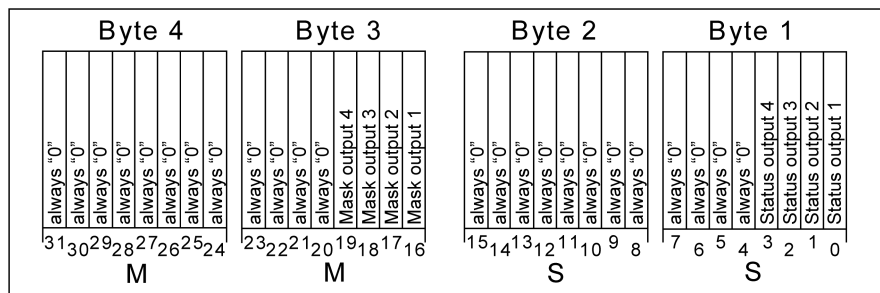 Byte 4 Byte 3 Byte 2 Byte 1
always “0” always “0” always “0” always “0” always “0” always “0” always “0” always “0” always “0” always “0” always “0” always “0” Mask output 4 Mask output 3 Mask output 2 Mask output 1 always “0” always “0” always “0” always “0” always “0” always “0” always “0” always “0” always “0” always “0” always “0” always “0” Status output 4 Status output 3 Status output 2 Status output 1
31 30 29 28 27 26 25 24 23 22 21 20 19 18 17 16 15 14 13 12 11 10 9 8 7 6 5 4 3 2 1 0
M M S S